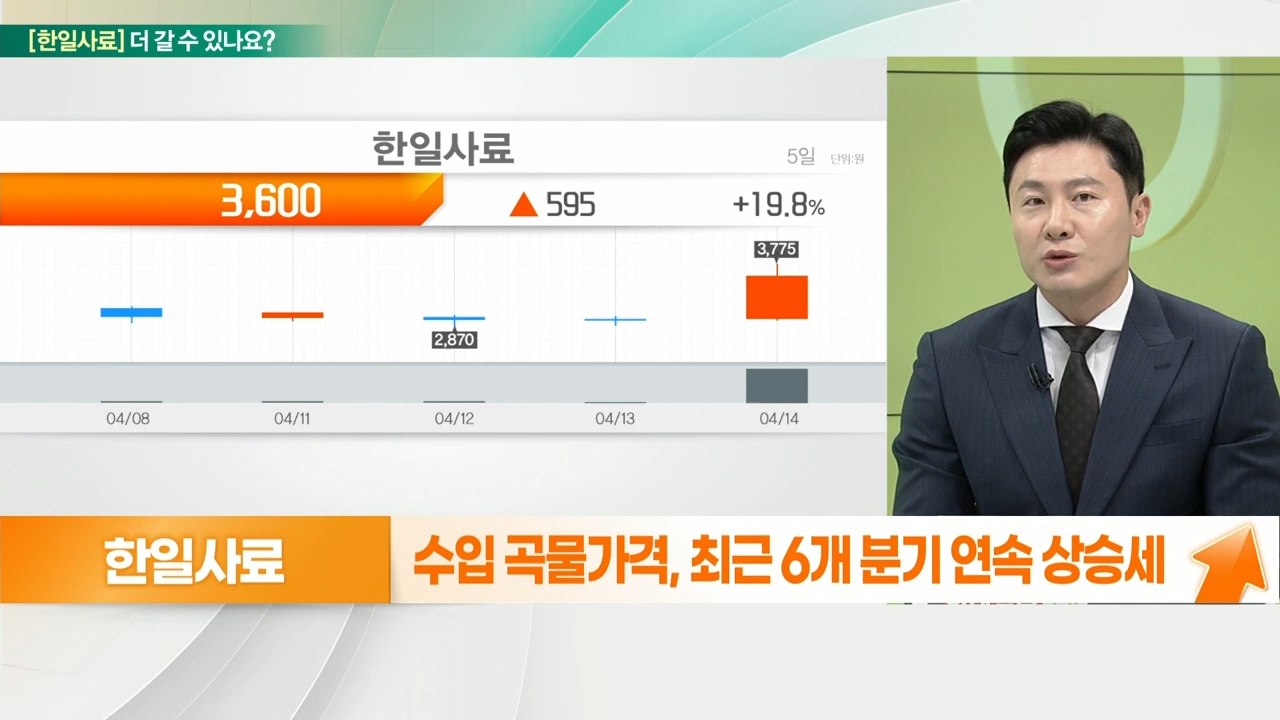 [한일사료] 더 갈 수 있나요?
한일사료
5일 단위:원
3,600 ▲ 595 +19.8%
3,775
2,870
04/08 04/11 04/12 04/13 04/14
한일사료 수입 곡물가격, 최근 6개 분기 연속 상승세